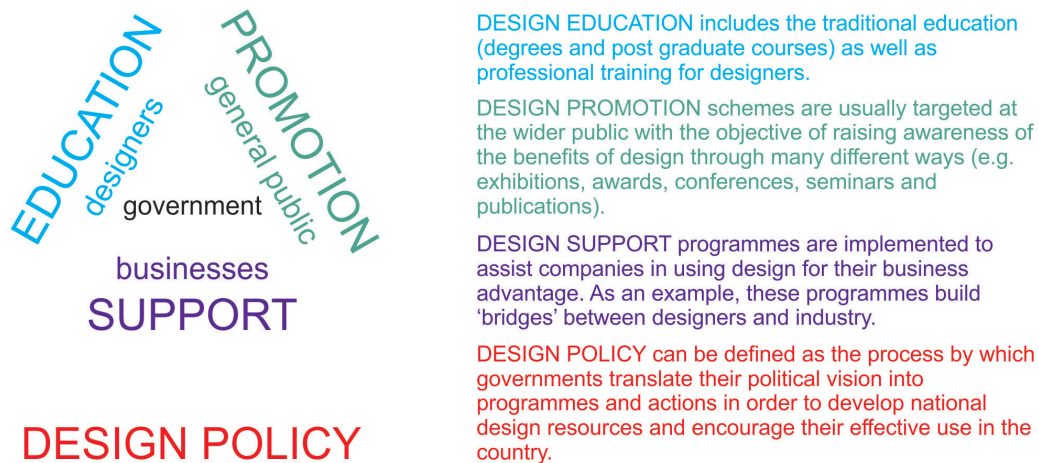 EDUCATION
designers
PROMOTION
general public
government
businesses
SUPPORT
DESIGN POLICY
DESIGN EDUCATION includes the traditional education
(degrees and post graduate courses) as well as
professional training for designers.
DESIGN PROMOTION schemes are usually targeted at
the wider public with the objective of raising awareness of
the benefits of design through many different ways (e.g.
exhibitions, awards, conferences, seminars and
publications).
DESIGN SUPPORT programmes are implemented to
assist companies in using design for their business
advantage. As an example, these programmes build
‘bridges’ between designers and industry.
DESIGN POLICY can be defined as the process by which
governments translate their political vision into
programmes and actions in order to develop national
design resources and encourage their effective use in the
country.